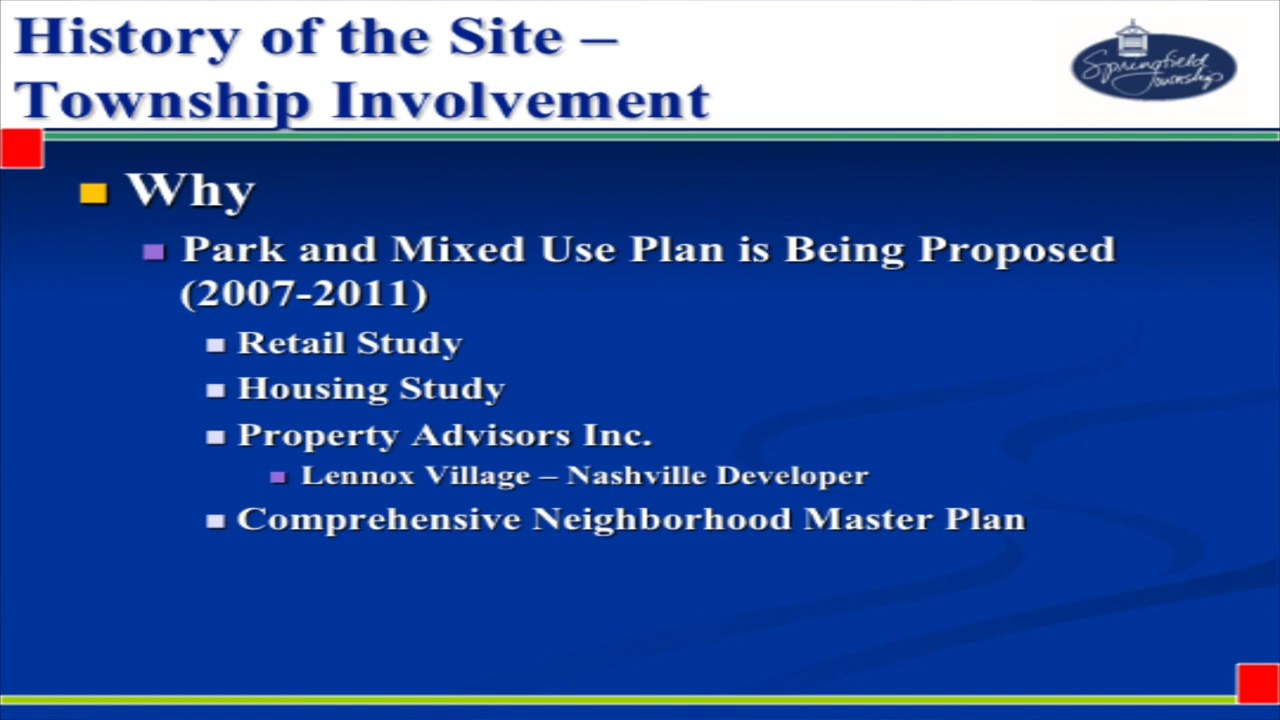 History of the Site –
Township Involvement
Springfield
Township
Why
Park and Mixed Use Plan is Being Proposed
(2007-2011)
Retail Study
Housing Study
Property Advisors Inc.
Lennox Village – Nashville Developer
Comprehensive Neighborhood Master Plan